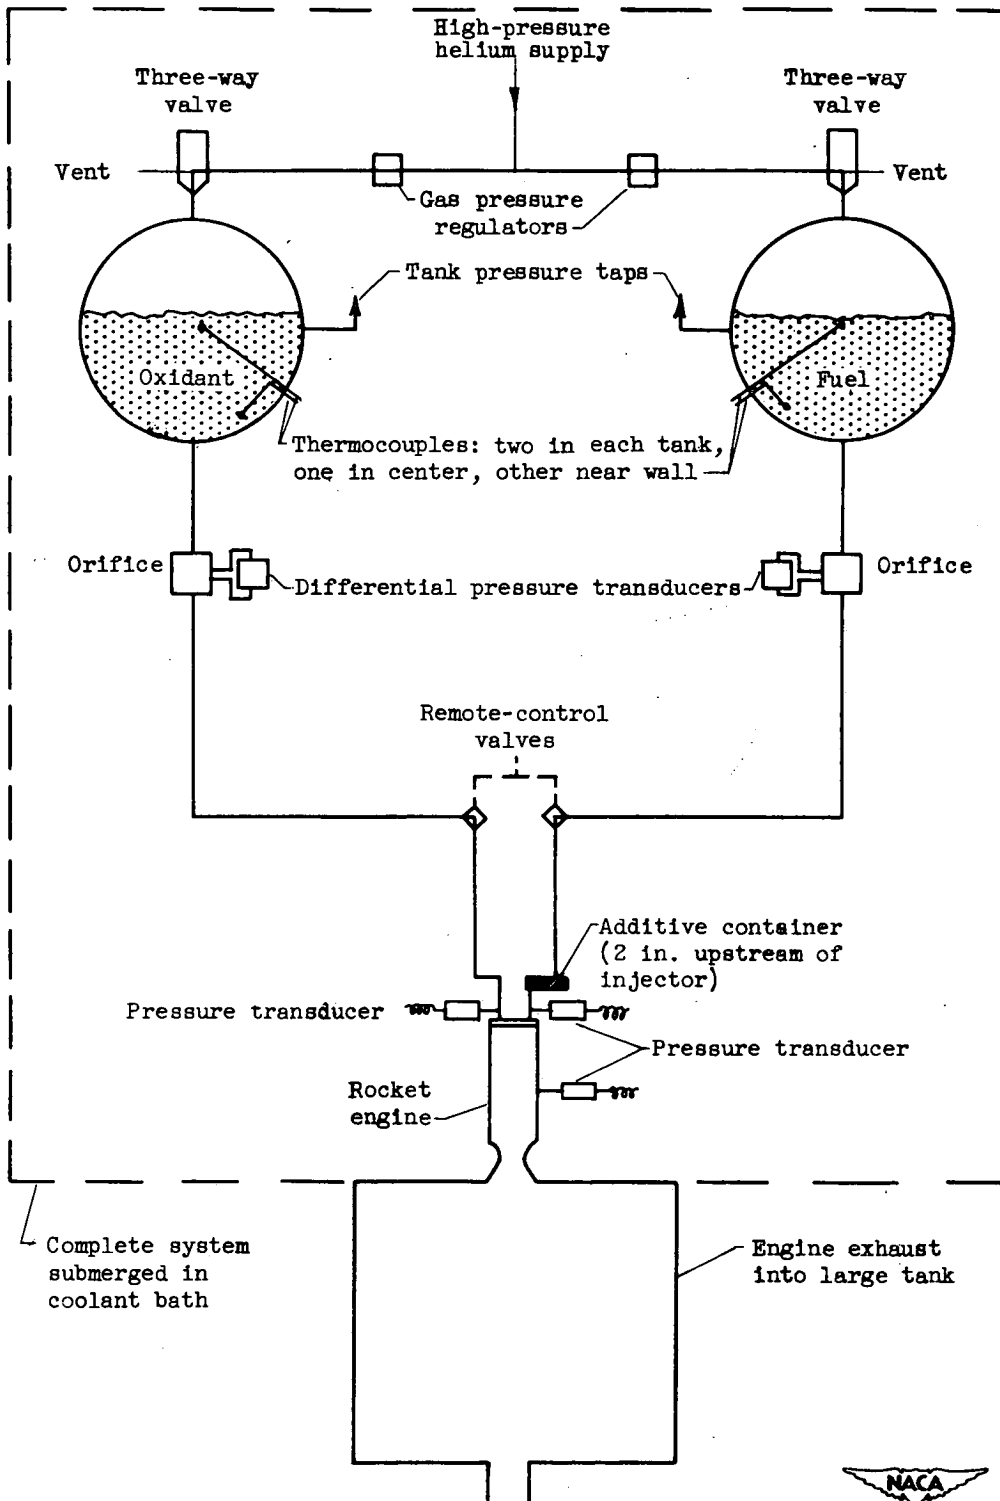 High-pressure
helium supply
Three-way
valve
Three-way
valve
Vent
Vent
Gas pressure
regulators
Tank pressure taps
Oxidant
Fuel
Thermocouples: two in each tank,
one in center, other near wall
Orifice
Orifice
Differential pressure transducers
Remote-control
valves
Additive container
(2 in. upstream of
injector)
Pressure transducer
Pressure transducer
Rocket
engine
Complete system
submerged in
coolant bath
Engine exhaust
into large tank
NACA